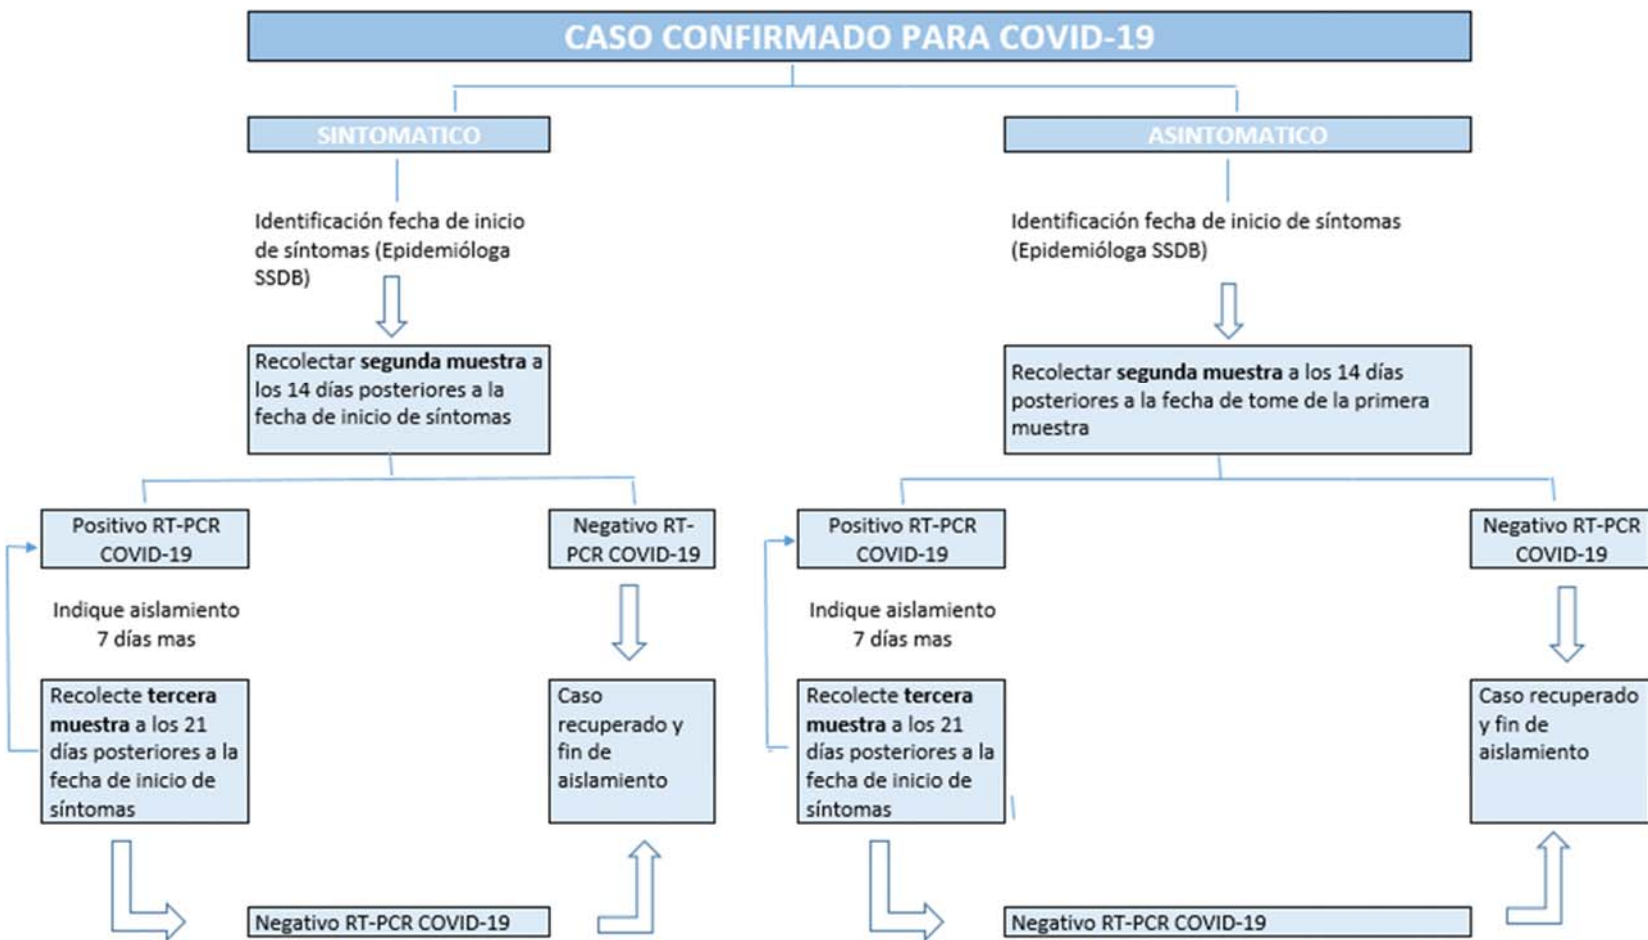 CASO CONFIRMADO PARA COVID-19
SINTOMATICO
ASINTOMATICO
Identificación fecha de inicio
de síntomas (Epidemióloga
SSDB)
Identificación fecha de inicio de síntomas
(Epidemióloga SSDB)
Recolectar segunda muestra a
los 14 días posteriores a la
fecha de inicio de síntomas
Recolectar segunda muestra a los 14 días
posteriores a la fecha de tome de la primera
muestra
Positivo RT-PCR
COVID-19
Negativo RT-
PCR COVID-19
Positivo RT-PCR
COVID-19
Negativo RT-PCR
COVID-19
Indique aislamiento
7 días mas
Indique aislamiento
7 días mas
Recolecte tercera
muestra a los 21
días posteriores a la
fecha de inicio de
síntomas
Caso
recuperado y
fin de
aislamiento
Recolecte tercera
muestra a los 21
días posteriores a la
fecha de inicio de
síntomas
Caso recuperado
y fin de
aislamiento
Negativo RT-PCR COVID-19
Negativo RT-PCR COVID-19